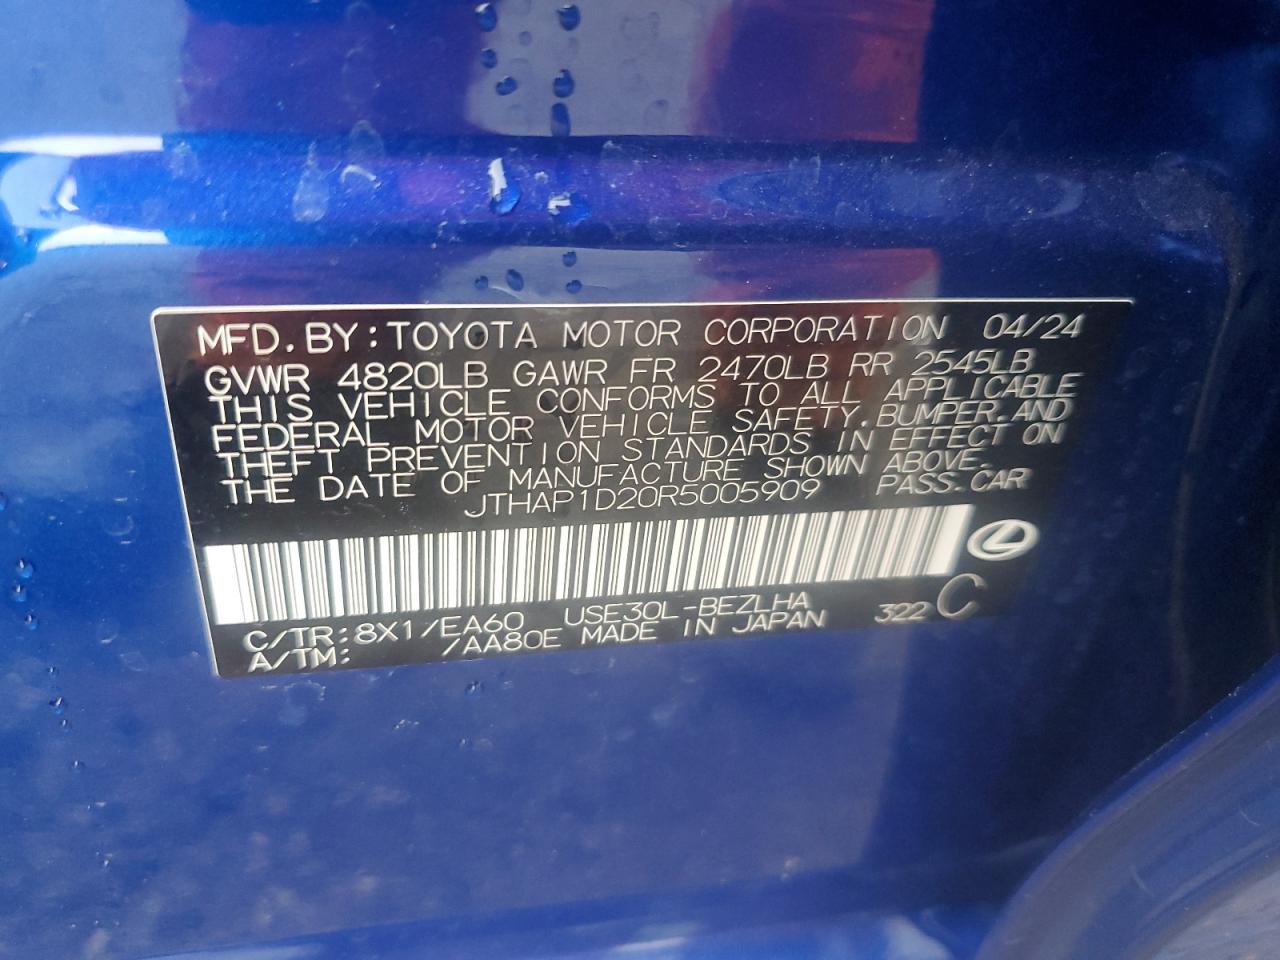 MFD. BY: TOYOTA MOTOR CORPORATION 04/24
GVWR 4820LB GAWR FR 2470LB RR 2545LB
THIS VEHICLE CONFORMS TO ALL APPLICABLE
FEDERAL MOTOR VEHICLE SAFETY, BUMPER, AND
THEFT PREVENTION STANDARDS IN EFFECT ON
THE DATE OF MANUFACTURE SHOWN ABOVE.
JTHAP1D20R5005909 PASS. CAR
C/TR: 8X1/EA60 USE30L-BEZLHA 322 C
A/TM: /AA80E MADE IN JAPAN